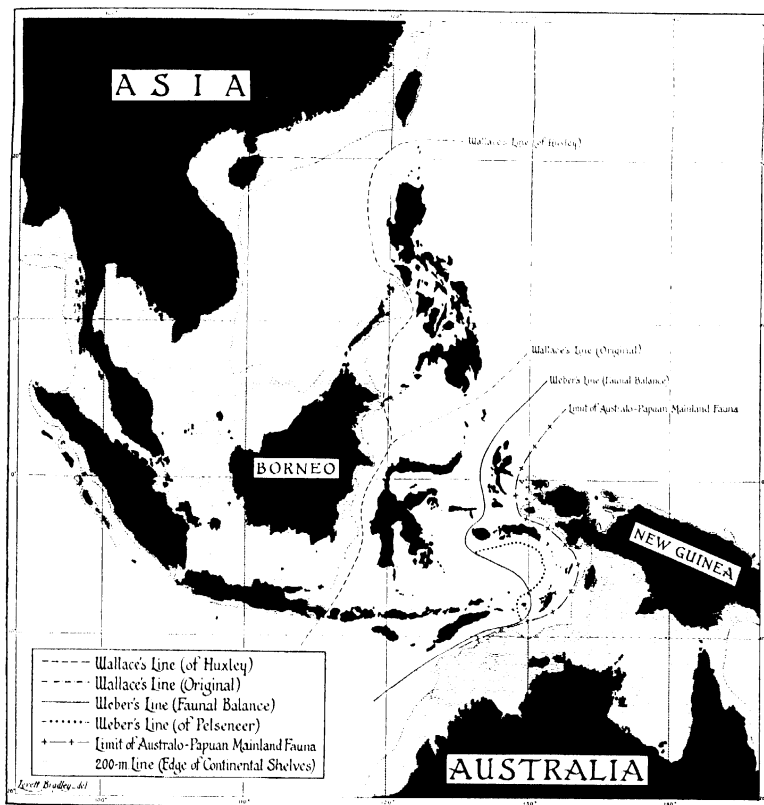 ASIA
Wallace's Line (of Huxley)
Wallace's Line (Original)
Weber's Line (Faunal Balance)
Limit of Australo-Papuan Mainland Fauna
BORNEO
NEW GUINEA
Wallace's Line (of Huxley)
Wallace's Line (Original)
Weber's Line (Faunal Balance)
Weber's Line (of Pelseneer)
Limit of Australo-Papuan Mainland Fauna
200-m Line (Edge of Continental Shelves)
AUSTRALIA
Lovett Bradley_del